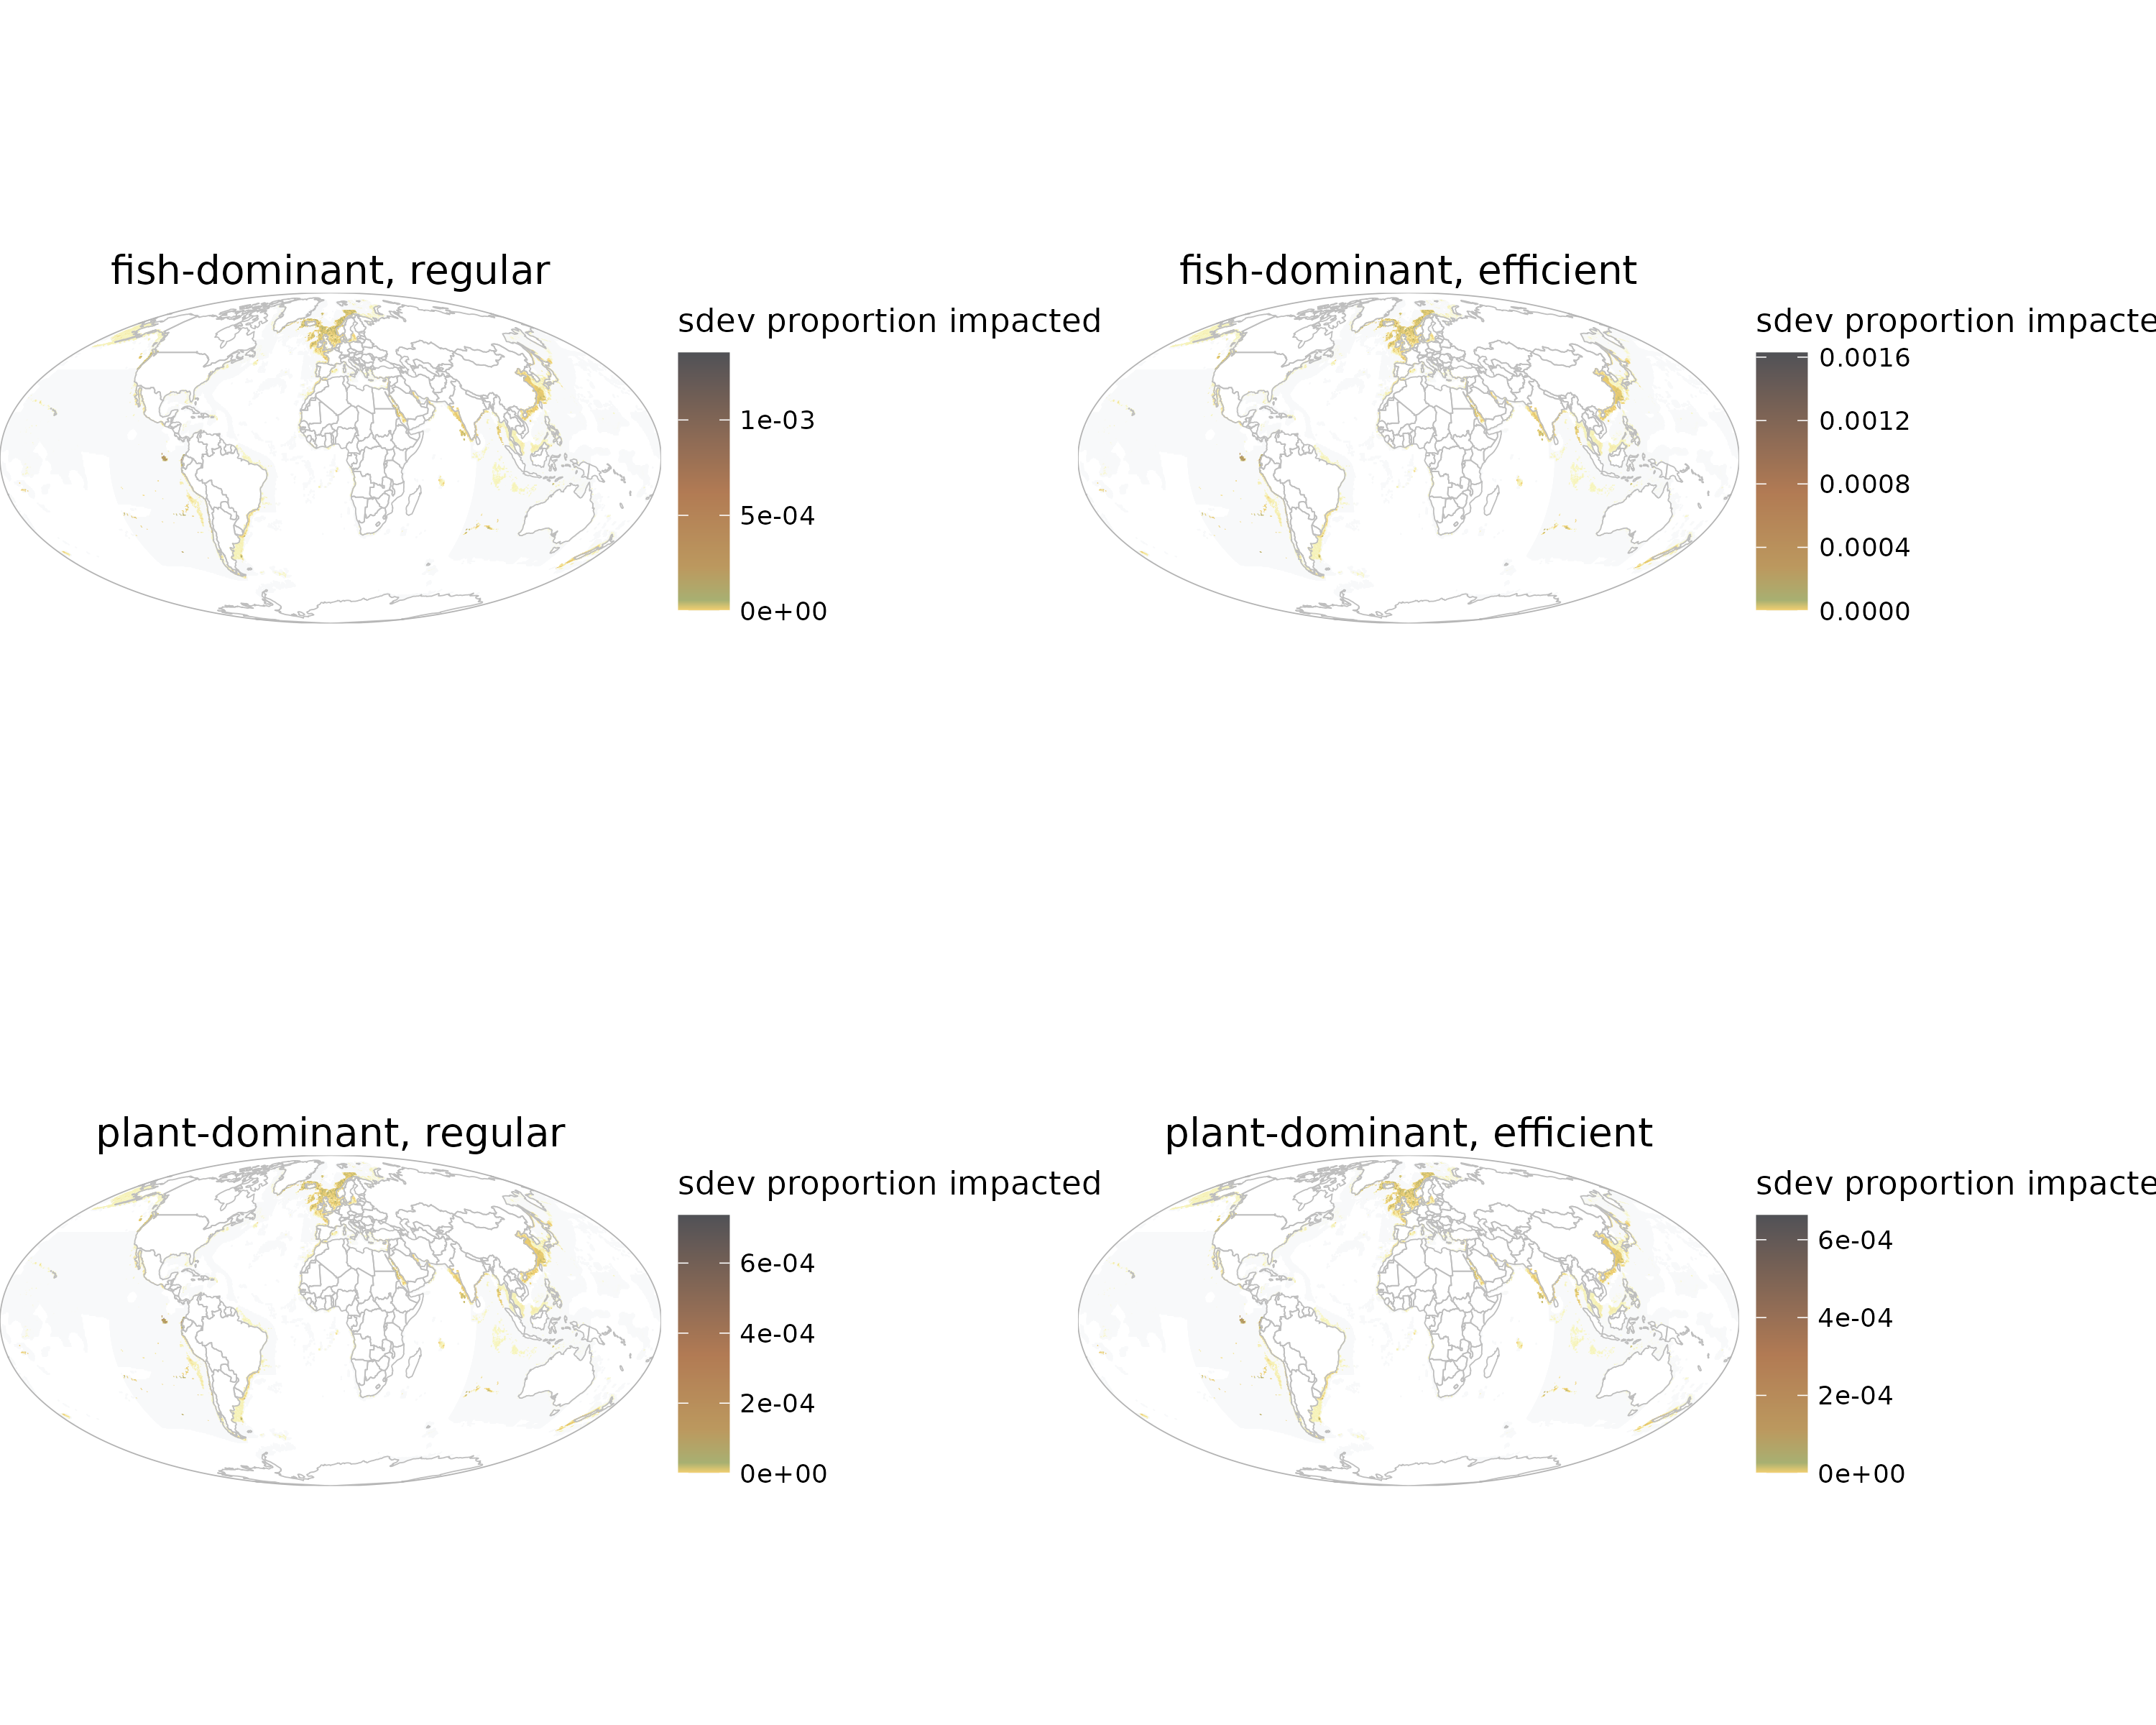 fish-dominant, regular
sdev proportion impacted
1e-03
5e-04
0e+00
fish-dominant, efficient
sdev proportion impacte
0.0016
0.0012
0.0008
0.0004
0.0000
plant-dominant, regular
sdev proportion impacted
6e-04
4e-04
2e-04
0e+00
plant-dominant, efficient
sdev proportion impacte
6e-04
4e-04
2e-04
0e+00